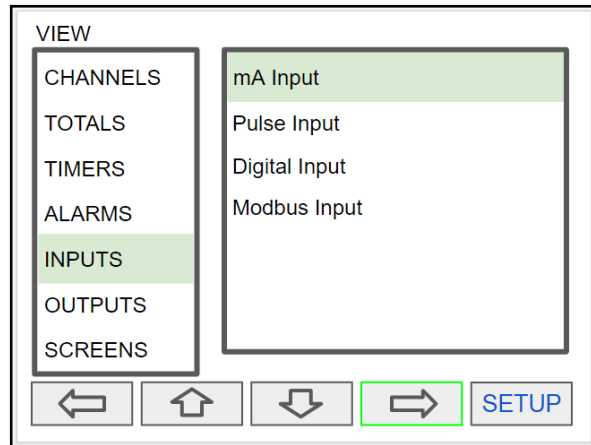 VIEW
CHANNELS
TOTALS
TIMERS
ALARMS
INPUTS
OUTPUTS
SCREENS
mA Input
Pulse Input
Digital Input
Modbus Input
SETUP